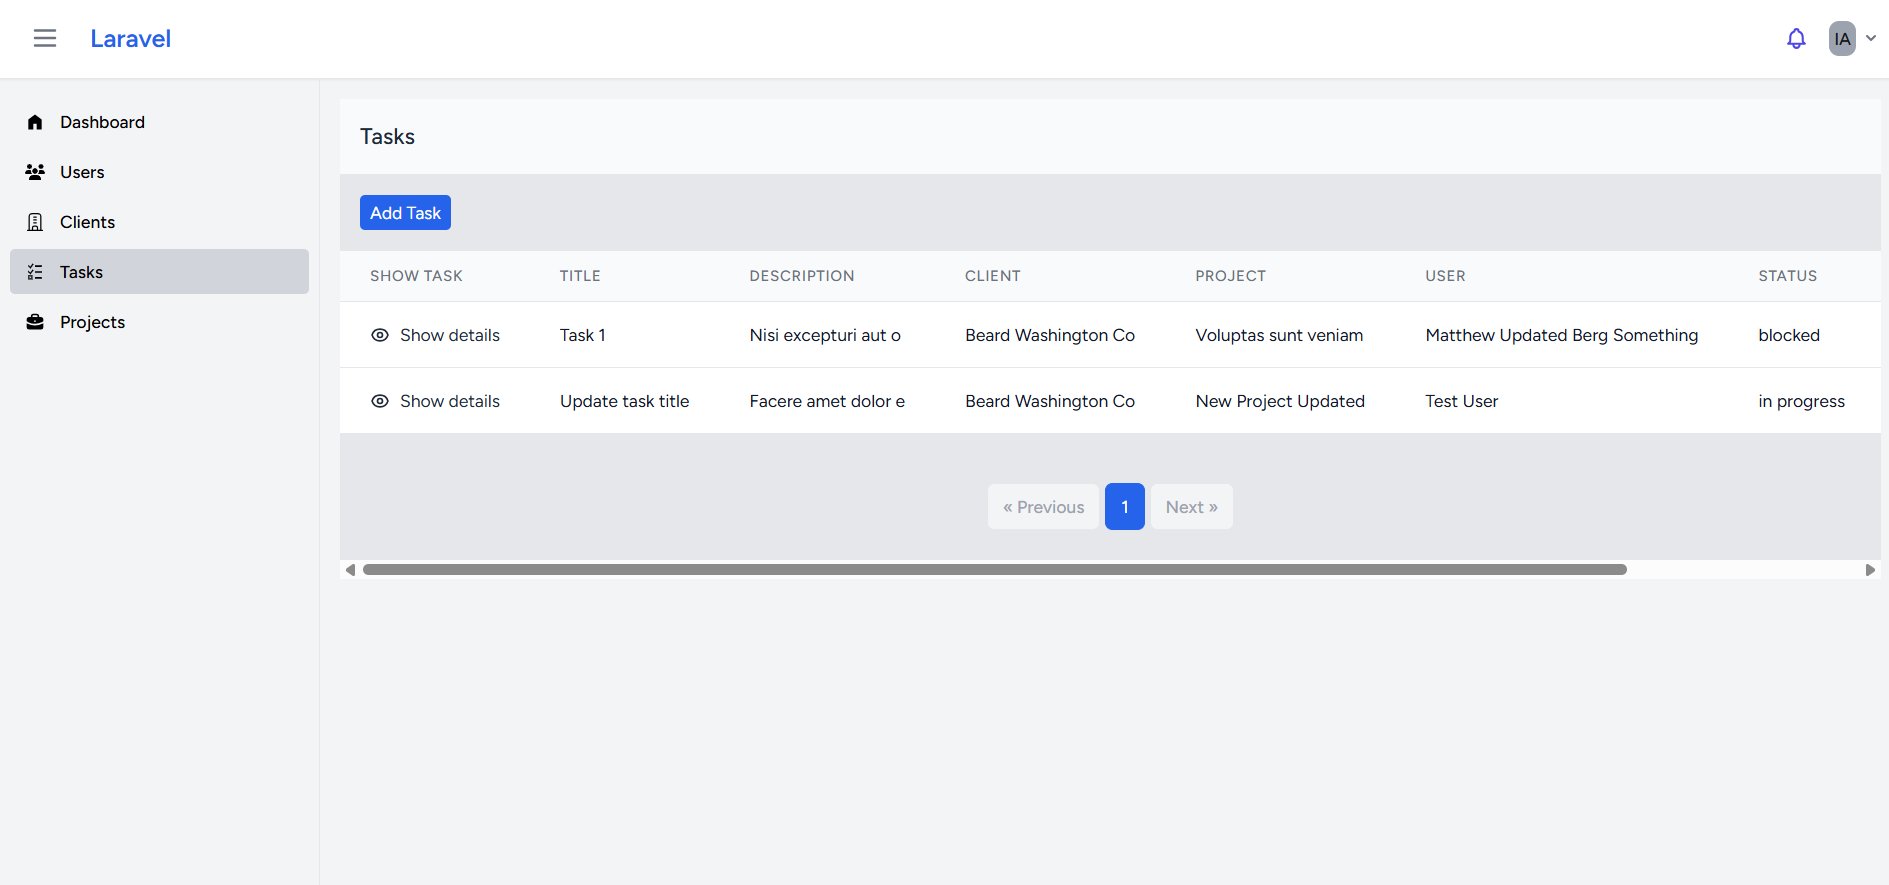 Laravel
IA
Dashboard
Users
Clients
Tasks
Projects
Tasks
Add Task
SHOW TASK TITLE DESCRIPTION CLIENT PROJECT USER STATUS
Show details Task 1 Nisi excepturi aut o Beard Washington Co Voluptas sunt veniam Matthew Updated Berg Something blocked
Show details Update task title Facere amet dolor e Beard Washington Co New Project Updated Test User in progress
« Previous 1 Next »